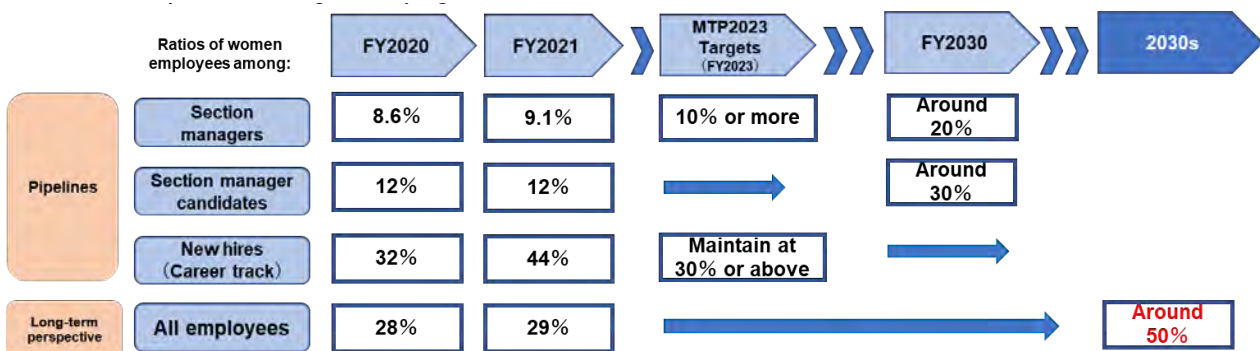 Ratios of women
employees among:
FY2020
FY2021
MTP2023
Targets
(FY2023)
FY2030
2030s
Pipelines
Section
managers
8.6%
9.1%
10% or more
Around
20%
Section manager
candidates
12%
12%
Around
30%
New hires
(Career track)
32%
44%
Maintain at
30% or above
Long-term
perspective
All employees
28%
29%
Around
50%